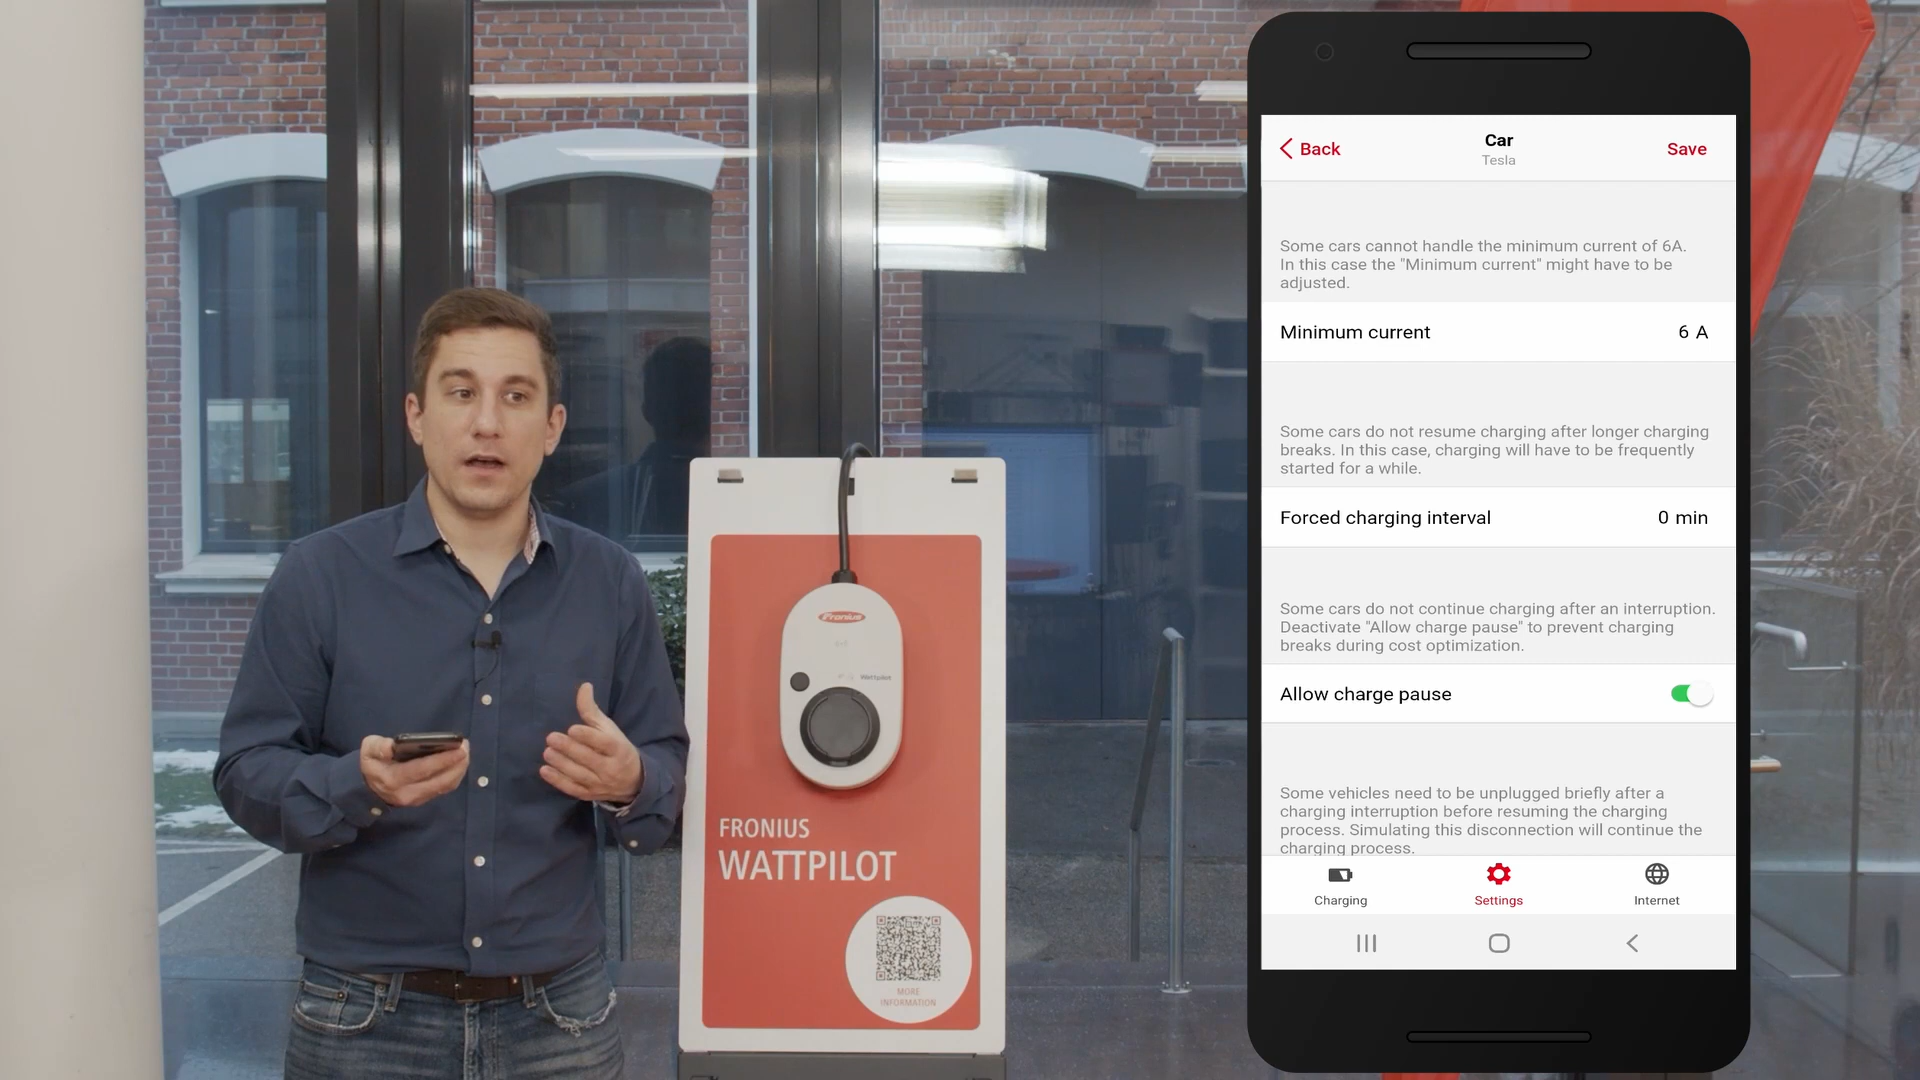 Fronius
Wattpilot
FRONIUS
WATTPILOT
MORE
INFORMATION
Back
Car
Tesla
Save
Some cars cannot handle the minimum current of 6A.
In this case the "Minimum current" might have to be
adjusted.
Minimum current
6 A
Some cars do not resume charging after longer charging
breaks. In this case, charging will have to be frequently
started for a while.
Forced charging interval
0 min
Some cars do not continue charging after an interruption.
Deactivate "Allow charge pause" to prevent charging
breaks during cost optimization.
Allow charge pause
Some vehicles need to be unplugged briefly after a
charging interruption before resuming the charging
process. Simulating this disconnection will continue the
charging process.
Charging
Settings
Internet